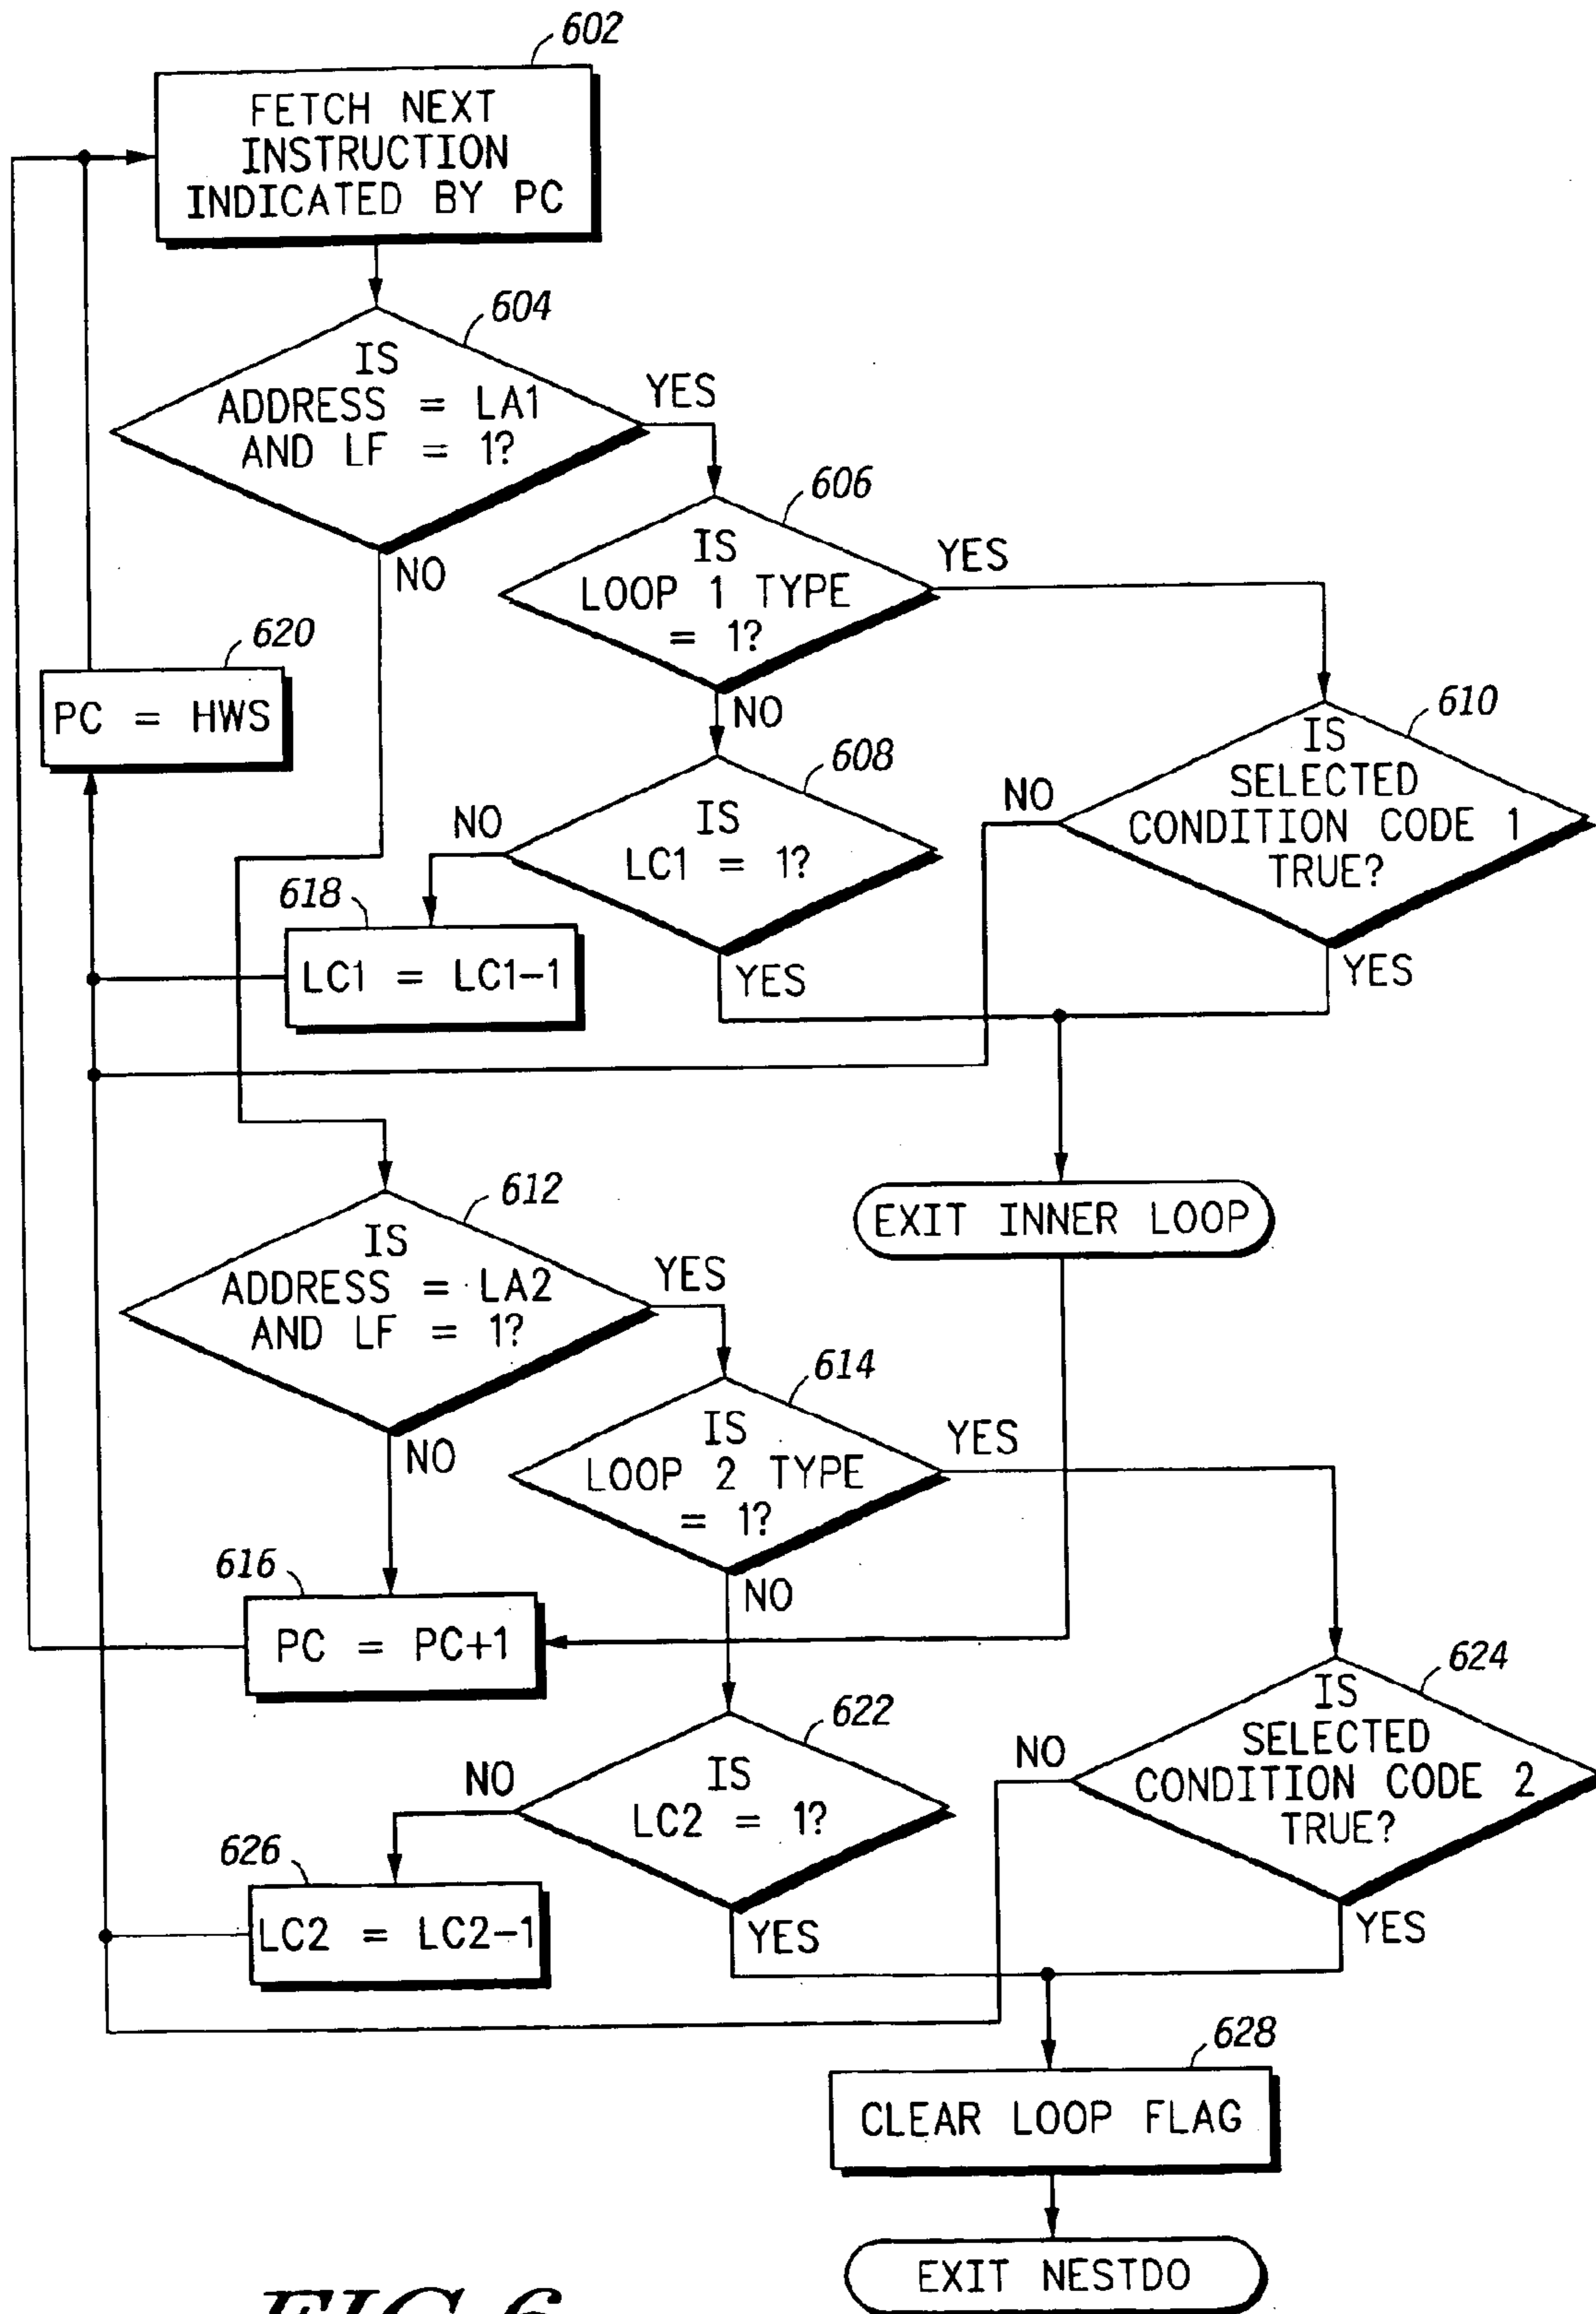 602
FETCH NEXT
INSTRUCTION
INDICATED BY PC
604
IS
ADDRESS = LA1
AND LF = 1?
YES
NO
606
IS
LOOP 1 TYPE
= 1?
YES
NO
620
PC = HWS
608
IS
LC1 = 1?
NO
YES
610
IS
SELECTED
CONDITION CODE 1
TRUE?
NO
YES
618
LC1 = LC1-1
EXIT INNER LOOP
612
IS
ADDRESS = LA2
AND LF = 1?
YES
NO
614
IS
LOOP 2 TYPE
= 1?
YES
NO
616
PC = PC+1
622
IS
LC2 = 1?
NO
YES
624
IS
SELECTED
CONDITION CODE 2
TRUE?
NO
YES
626
LC2 = LC2-1
628
CLEAR LOOP FLAG
EXIT NESTDO
FIG.6